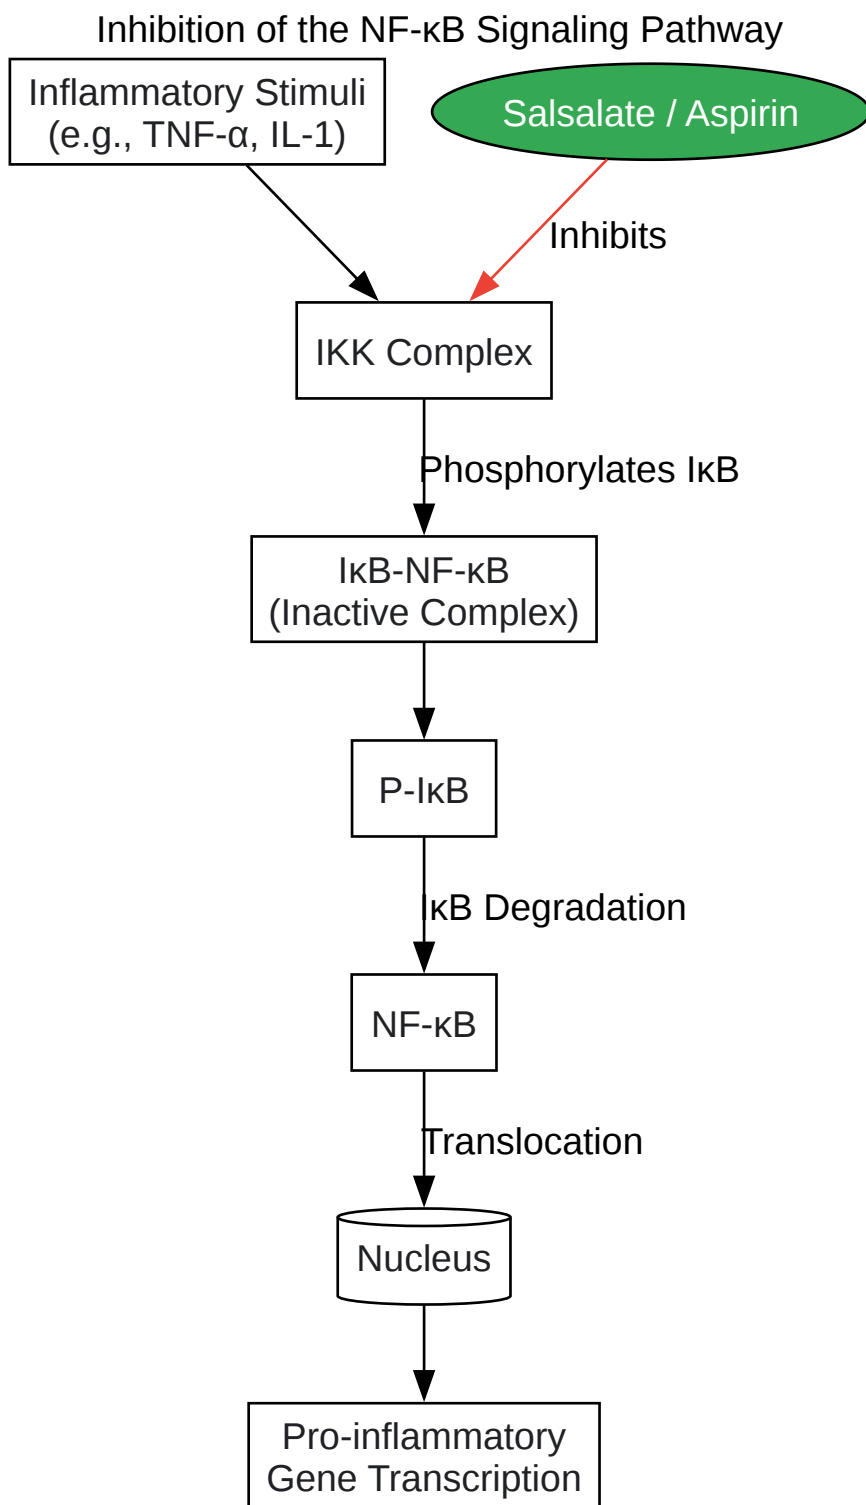 Inhibition of the NF-κB Signaling Pathway
Inflammatory Stimuli
(e.g., TNF-α, IL-1)
Salsalate / Aspirin
Inhibits
IKK Complex
Phosphorylates IκB
IκB-NF-κB
(Inactive Complex)
P-IκB
IκB Degradation
NF-κB
Translocation
Nucleus
Pro-inflammatory
Gene Transcription